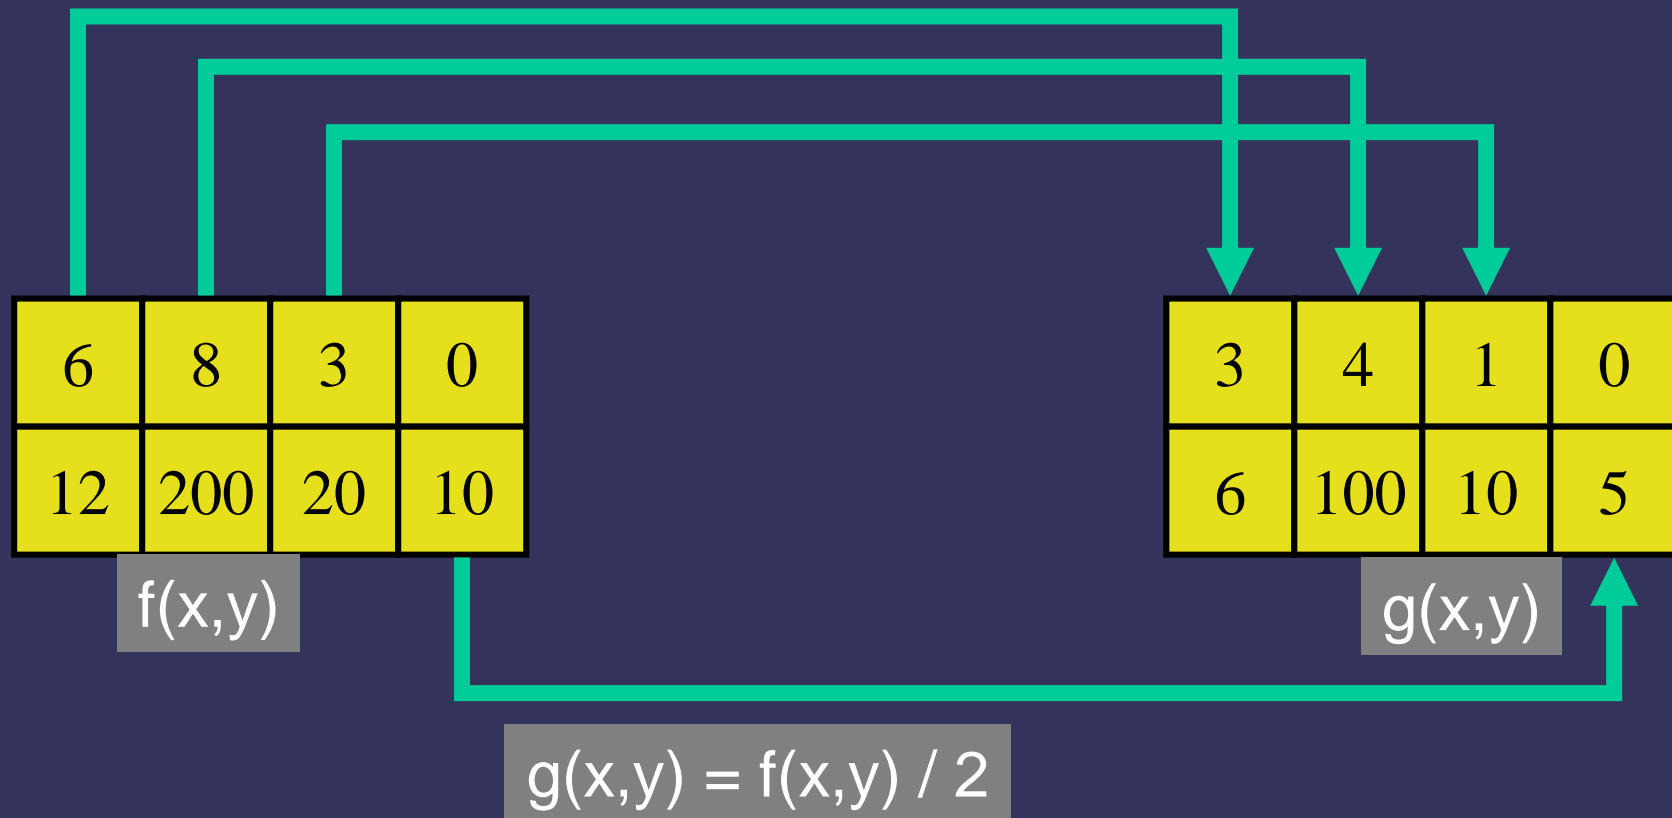 6 8 3 0
12 200 20 10
f(x,y)
3 4 1 0
6 100 10 5
g(x,y)
g(x,y) = f(x,y) / 2